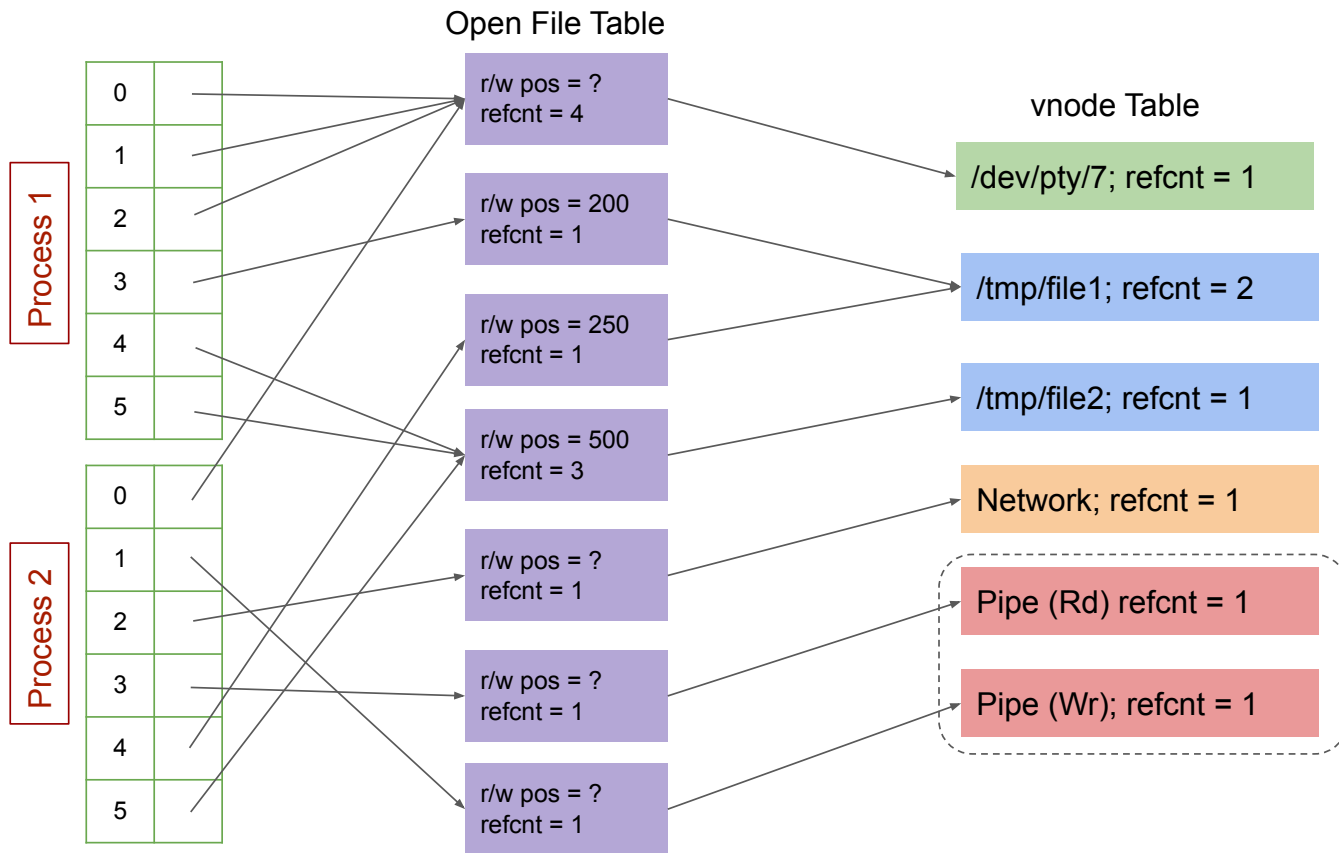 Open File Table
vnode Table
Process 1
0
1
2
3
4
5
Process 2
0
1
2
3
4
5
r/w pos = ?
refcnt = 4
r/w pos = 200
refcnt = 1
r/w pos = 250
refcnt = 1
r/w pos = 500
refcnt = 3
r/w pos = ?
refcnt = 1
r/w pos = ?
refcnt = 1
r/w pos = ?
refcnt = 1
/dev/pty/7; refcnt = 1
/tmp/file1; refcnt = 2
/tmp/file2; refcnt = 1
Network; refcnt = 1
Pipe (Rd) refcnt = 1
Pipe (Wr); refcnt = 1